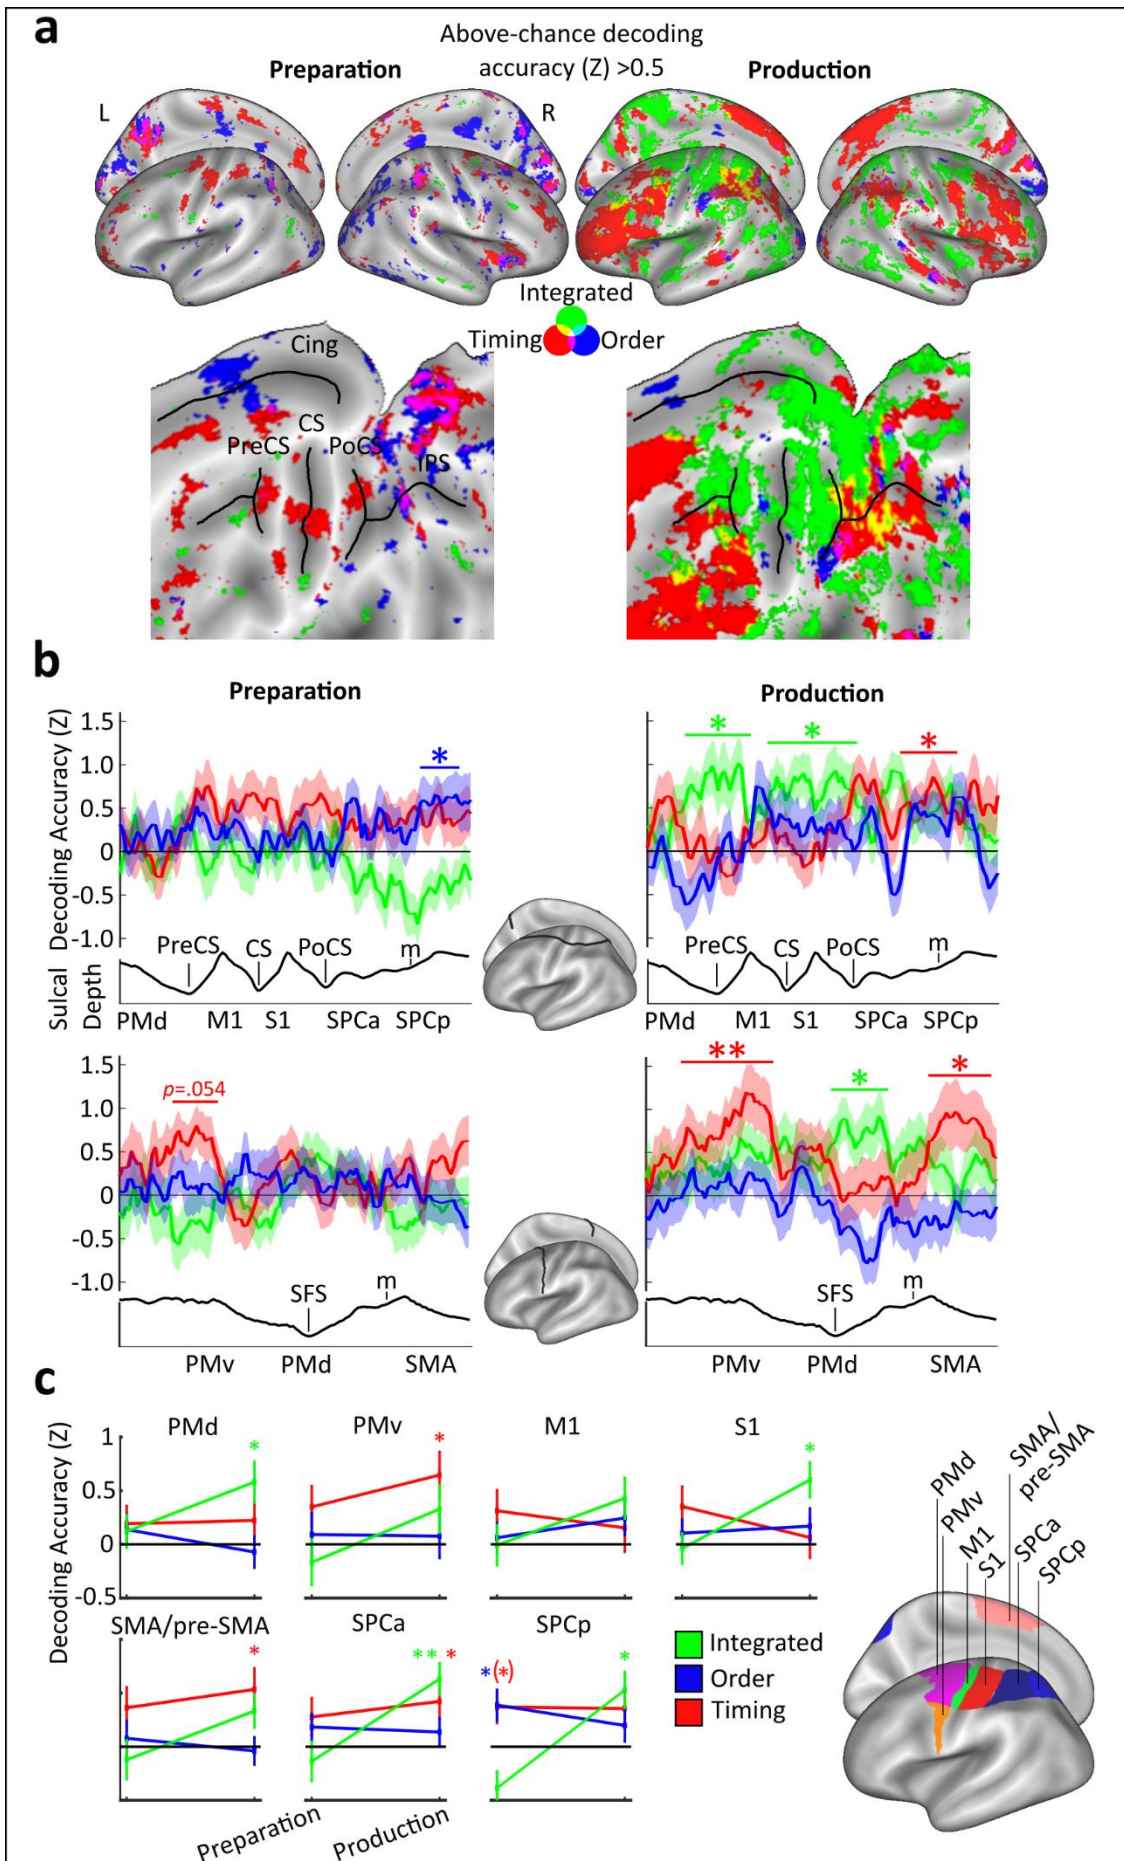 a
Above-chance decoding
accuracy (Z) >0.5
Preparation
Production
L
R
Integrated
Timing
Order
Cing
CS
PreCS
PoCS
IPS
b
Preparation
Production
Decoding Accuracy (Z)
1.5
1.0
0.5
0
-0.5
-1.0
*
*
*
*
Sulcal
Depth
PreCS
CS
PoCS
m
PreCS
CS
PoCS
m
PMd
M1
S1
SPCa
SPCp
PMd
M1
S1
SPCa
SPCp
1.5
1.0
0.5
0
-0.5
-1.0
p=.054
**
*
*
SFS
m
SFS
m
PMv
PMd
SMA
PMv
PMd
SMA
c
Decoding Accuracy (Z)
PMd
PMv
M1
S1
1
0.5
0
-0.5
*
*
*
SMA/pre-SMA
SPCa
SPCp
*
** *
*(*)
*
Preparation
Production
Integrated
Order
Timing
PMd
PMv
M1
S1
SMA/
pre-SMA
SPCa
SPCp